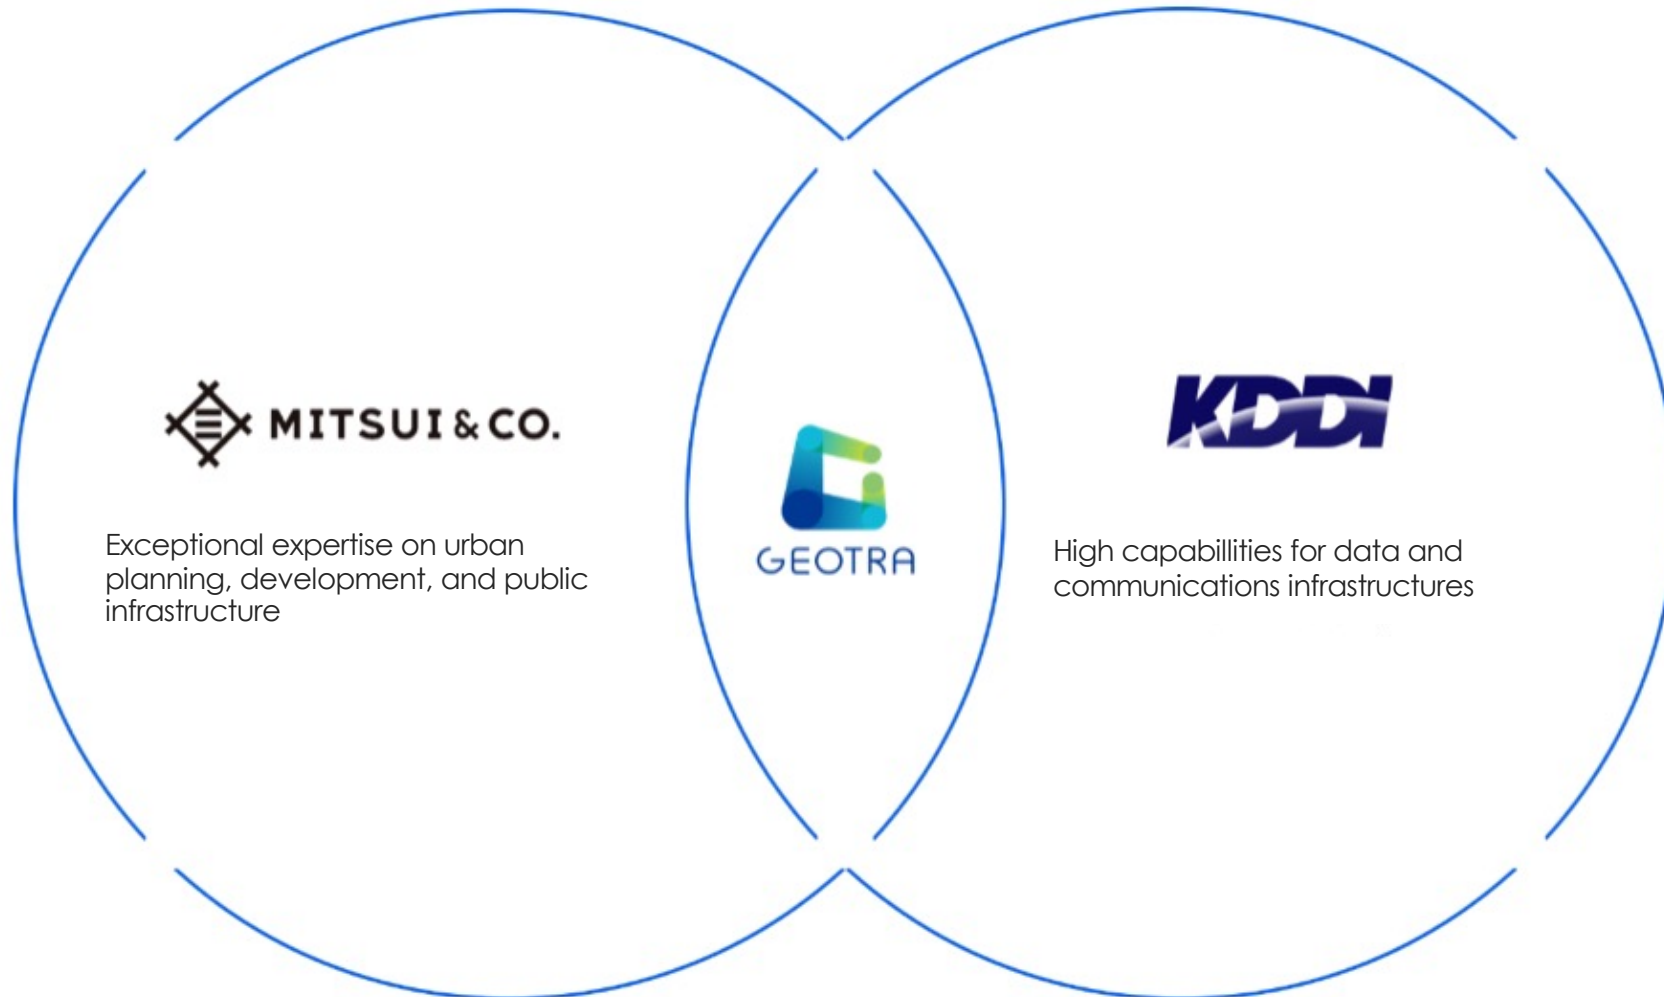 MITSUI & CO.
Exceptional expertise on urban
planning, development, and public
infrastructure
GEOTRA
KDDI
High capabillities for data and
communications infrastructures